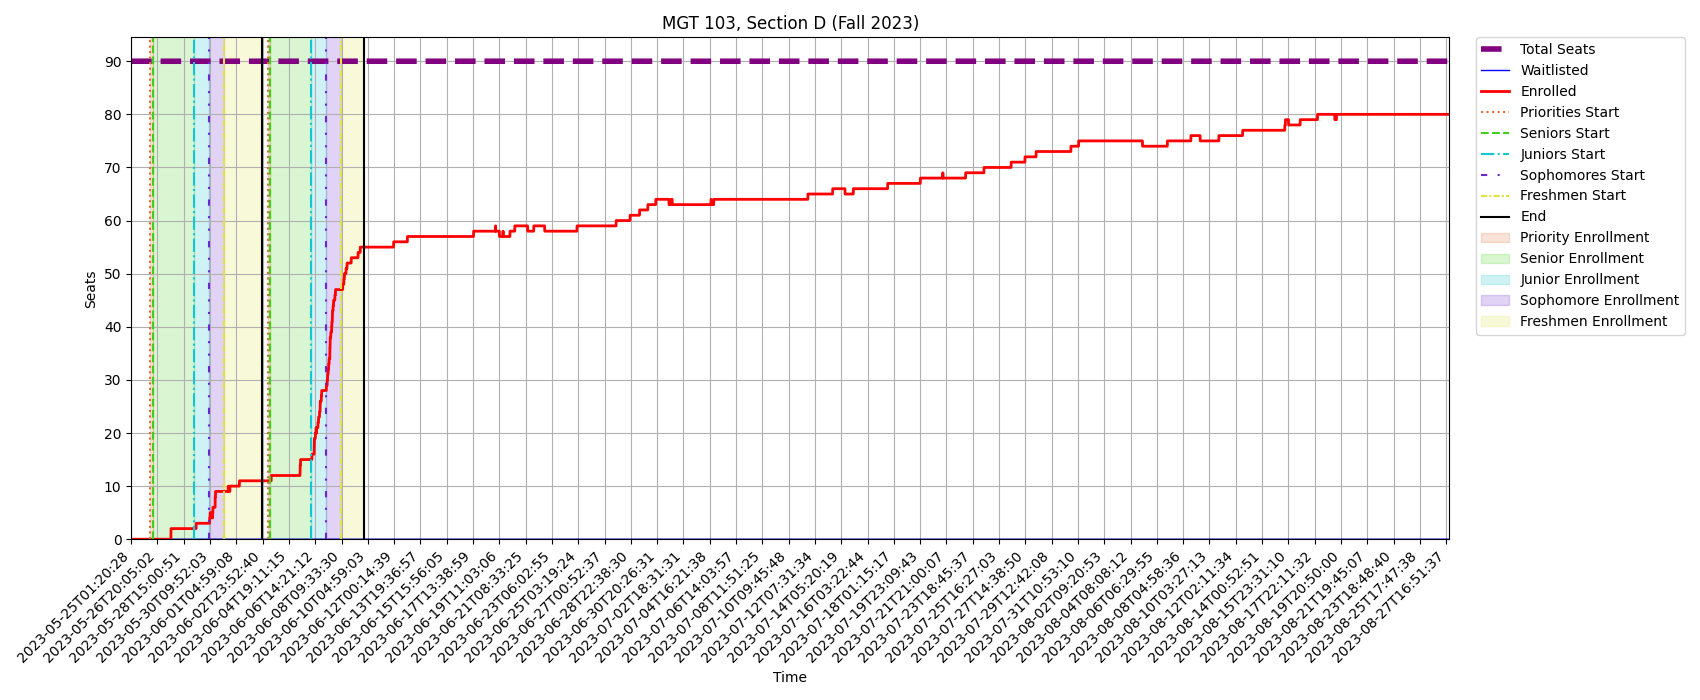 MGT 103, Section D (Fall 2023)
Seats
90
80
70
60
50
40
30
20
10
0
2023-05-25T01:20:28
2023-05-26T20:05:02
2023-05-28T15:00:51
2023-05-30T09:52:03
2023-06-01T04:59:08
2023-06-02T23:52:40
2023-06-04T19:11:15
2023-06-06T14:21:12
2023-06-08T09:33:30
2023-06-10T04:59:03
2023-06-12T00:14:39
2023-06-13T19:36:57
2023-06-15T15:56:05
2023-06-17T13:38:59
2023-06-19T11:03:06
2023-06-21T08:33:25
2023-06-23T06:02:55
2023-06-25T03:19:24
2023-06-27T00:52:37
2023-06-28T22:38:30
2023-06-30T20:26:31
2023-07-02T18:31:31
2023-07-04T16:21:38
2023-07-06T14:03:57
2023-07-08T11:51:25
2023-07-10T09:45:48
2023-07-12T07:31:34
2023-07-14T05:20:19
2023-07-16T03:22:44
2023-07-18T01:15:17
2023-07-19T23:09:43
2023-07-21T21:00:07
2023-07-23T18:45:37
2023-07-25T16:27:03
2023-07-27T14:38:50
2023-07-29T12:42:08
2023-07-31T10:53:10
2023-08-02T09:20:53
2023-08-04T08:08:12
2023-08-06T06:29:55
2023-08-08T04:58:36
2023-08-10T03:27:13
2023-08-12T02:11:34
2023-08-14T00:52:51
2023-08-15T23:31:10
2023-08-17T22:11:32
2023-08-19T20:50:00
2023-08-21T19:45:07
2023-08-23T18:48:40
2023-08-25T17:47:38
2023-08-27T16:51:37
Time
Total Seats
Waitlisted
Enrolled
Priorities Start
Seniors Start
Juniors Start
Sophomores Start
Freshmen Start
End
Priority Enrollment
Senior Enrollment
Junior Enrollment
Sophomore Enrollment
Freshmen Enrollment